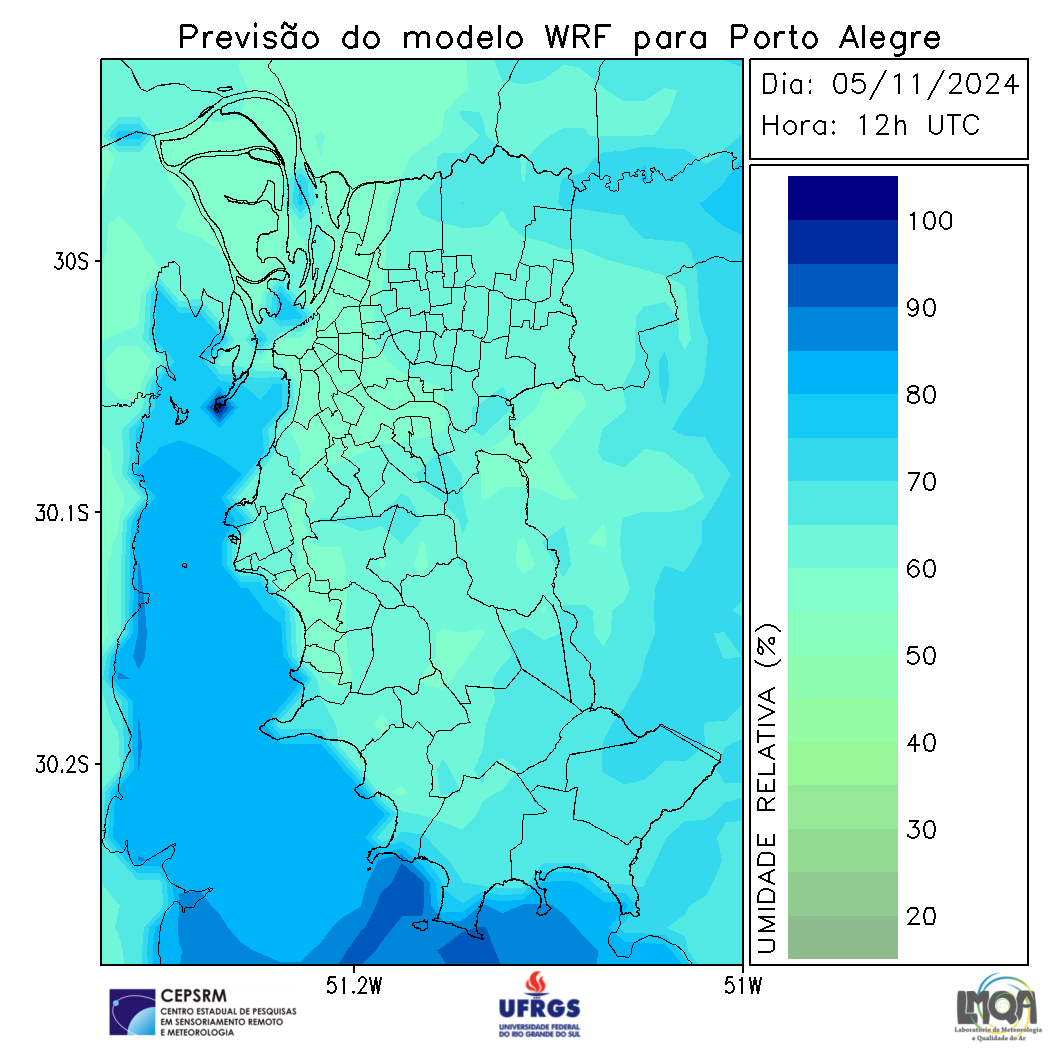 Previsão do modelo WRF para Porto Alegre
Dia: 05/11/2024
Hora: 12h UTC
30S
30.1S
30.2S
51.2W
51W
UMIDADE RELATIVA (%)
100
90
80
70
60
50
40
30
20
CEPSRM
CENTRO ESTADUAL DE PESQUISAS
EM SENSORIAMENTO REMOTO
E METEOROLOGIA
UFRGS
UNIVERSIDADE FEDERAL
DO RIO GRANDE DO SUL
LMQA
Laboratório de Meteorologia
e Qualidade do Ar